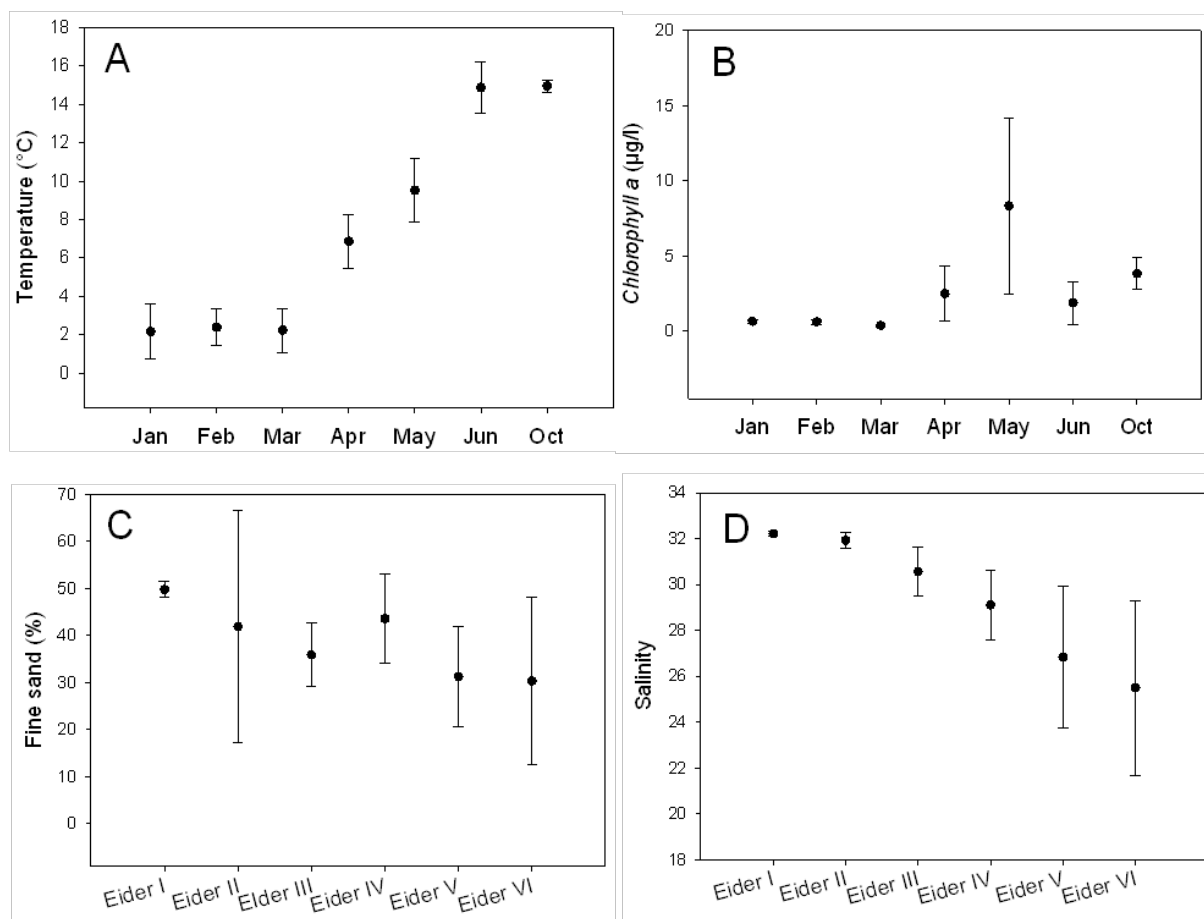 A
Temperature (°C)
18
16
14
12
10
8
6
4
2
0
Jan Feb Mar Apr May Jun Oct
B
Chlorophyll a (µg/l)
20
15
10
5
0
Jan Feb Mar Apr May Jun Oct
C
Fine sand (%)
70
60
50
40
30
20
10
0
Eider I Eider II Elder III Eider IV Eider V Eider VI
D
Salinity
34
32
30
28
26
24
22
20
18
Eider I Eider II Eider III Eider IV Eider V Eider VI